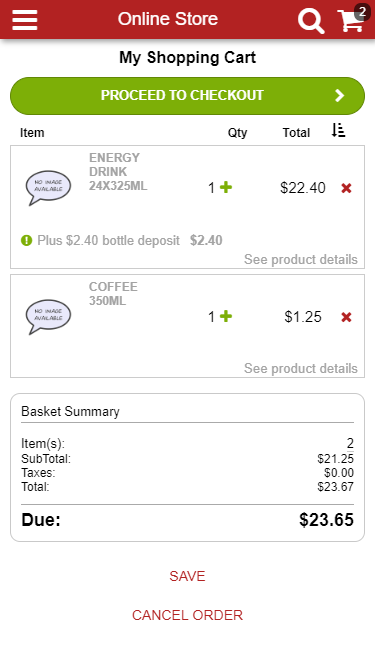 Online Store
2
My Shopping Cart
PROCEED TO CHECKOUT
Item Qty Total
ENERGY
DRINK
24X325ML
NO IMAGE
AVAILABLE
1 $22.40
Plus $2.40 bottle deposit $2.40
See product details
COFFEE
350ML
NO IMAGE
AVAILABLE
1 $1.25
See product details
Basket Summary
Item(s): 2
SubTotal: $21.25
Taxes: $0.00
Total: $23.67
Due: $23.65
SAVE
CANCEL ORDER